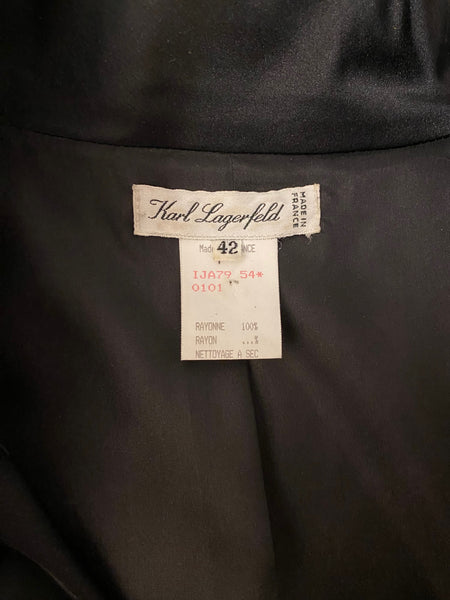 Karl Lagerfeld
MADE IN
FRANCE
42
IJA79 54*
0101
RAYONNE 100%
RAYON ...%
NETTOYAGE A SEC